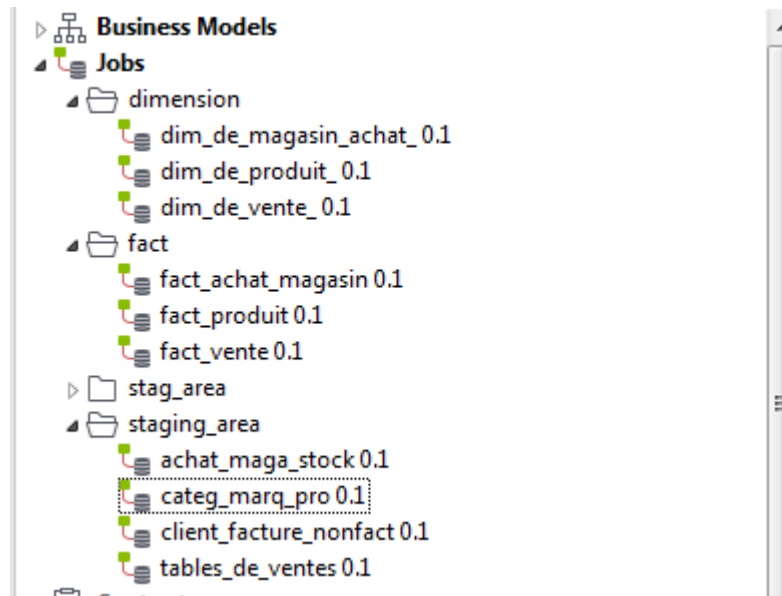 Business Models
Jobs
dimension
dim_de_magasin_achat_ 0.1
dim_de_produit_ 0.1
dim_de_vente_ 0.1
fact
fact_achat_magasin 0.1
fact_produit 0.1
fact_vente 0.1
stag_area
staging_area
achat_maga_stock 0.1
categ_marq_pro 0.1
client_facture_nonfact 0.1
tables_de_ventes 0.1